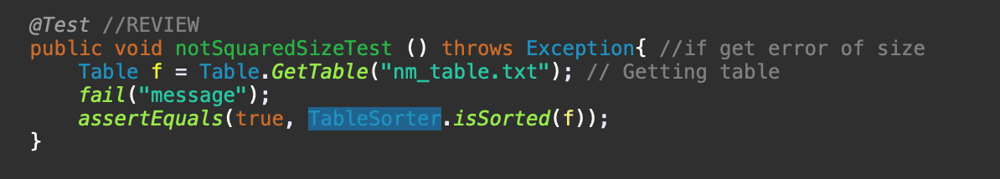 @Test //REVIEW
public void notSquaredSizeTest () throws Exception{ //if get error of size
    Table f = Table.GetTable("nm_table.txt"); // Getting table
    fail("message");
    assertEquals(true, TableSorter.isSorted(f));
}